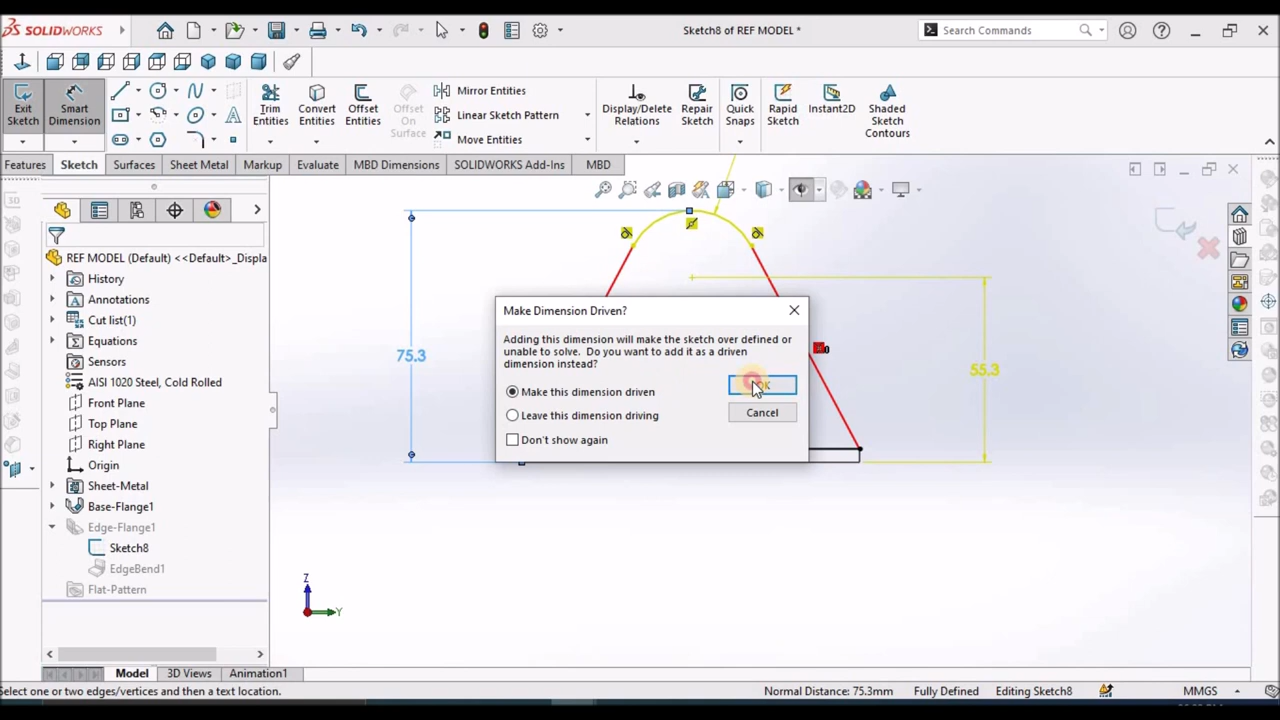 SOLIDWORKS
Sketch8 of REF MODEL *
Search Commands
Exit Sketch
Smart Dimension
Trim Entities
Convert Entities
Offset Entities
Offset On Surface
Mirror Entities
Linear Sketch Pattern
Move Entities
Display/Delete Relations
Repair Sketch
Quick Snaps
Rapid Sketch
Instant2D
Shaded Sketch Contours
Features
Sketch
Surfaces
Sheet Metal
Markup
Evaluate
MBD Dimensions
SOLIDWORKS Add-Ins
MBD
REF MODEL (Default) <<Default>_Displa
History
Annotations
Cut list(1)
Equations
Sensors
AISI 1020 Steel, Cold Rolled
Front Plane
Top Plane
Right Plane
Origin
Sheet-Metal
Base-Flange1
Edge-Flange1
Sketch8
EdgeBend1
Flat-Pattern
75.3
55.3
Make Dimension Driven?
Adding this dimension will make the sketch over defined or
unable to solve. Do you want to add it as a driven
dimension instead?
Make this dimension driven
Leave this dimension driving
Don't show again
OK
Cancel
Z
Y
Model
3D Views
Animation1
Select one or two edges/vertices and then a text location.
Normal Distance: 75.3mm
Fully Defined
Editing Sketch8
MMGS